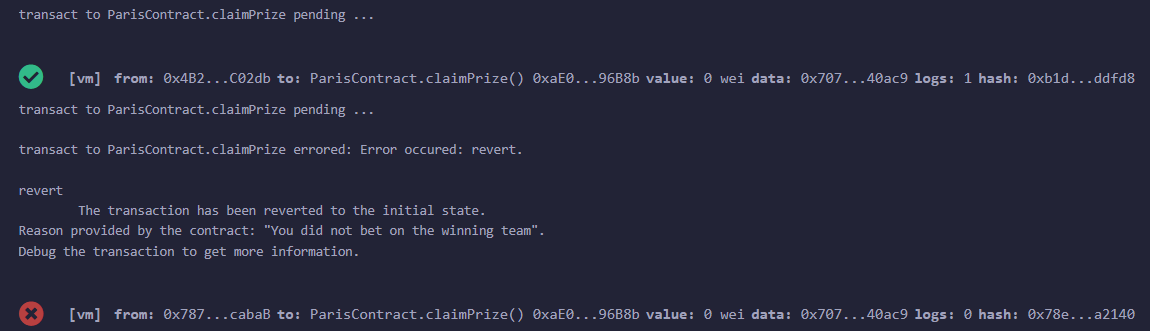 transact to ParisContract.claimPrize pending ...
[vm] from: 0x4B2...C02db to: ParisContract.claimPrize() 0xaE0...96B8b value: 0 wei data: 0x707...40ac9 logs: 1 hash: 0xb1d...ddfd8
transact to ParisContract.claimPrize pending ...
transact to ParisContract.claimPrize errored: Error occured: revert.
revert
The transaction has been reverted to the initial state.
Reason provided by the contract: "You did not bet on the winning team".
Debug the transaction to get more information.
[vm] from: 0x787...cabaB to: ParisContract.claimPrize() 0xaE0...96B8b value: 0 wei data: 0x707...40ac9 logs: 0 hash: 0x78e...a2140